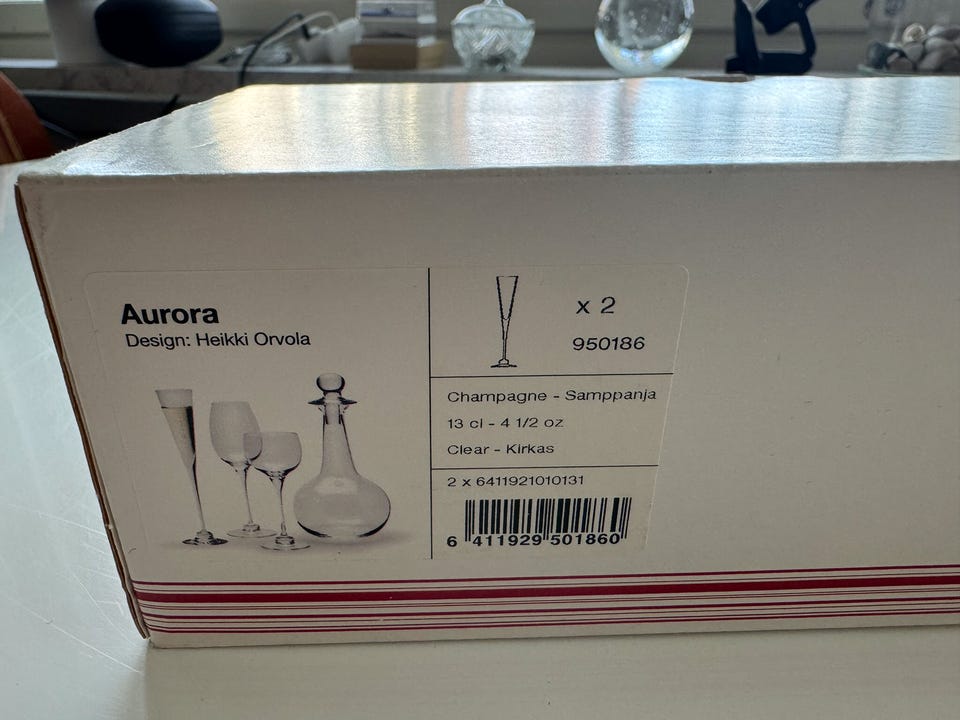 Aurora
Design: Heikki Orvola
x 2
950186
Champagne - Samppanja
13 cl - 4 1/2 oz
Clear - Kirkas
2 x 6411921010131
6 411929 501860